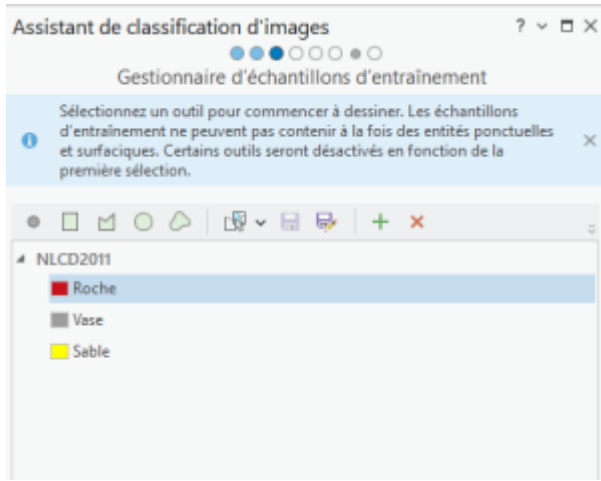 Assistant de classification d'images
Gestionnaire d'échantillons d'entraînement
Sélectionnez un outil pour commencer à dessiner. Les échantillons
d'entraînement ne peuvent pas contenir à la fois des entités ponctuelles
et surfaciques. Certains outils seront désactivés en fonction de la
première sélection.
NLCD2011
Roche
Vase
Sable